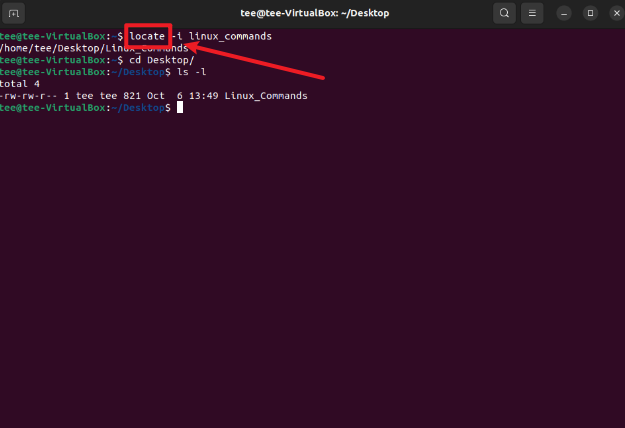 tee@tee-VirtualBox: ~/Desktop
tee@tee-VirtualBox:~$ locate -i linux_commands
/home/tee/Desktop/Linux_Commands
tee@tee-VirtualBox:~$ cd Desktop/
tee@tee-VirtualBox:~/Desktop$ ls -l
total 4
-rw-rw-r-- 1 tee tee 821 Oct  6 13:49 Linux_Commands
tee@tee-VirtualBox:~/Desktop$